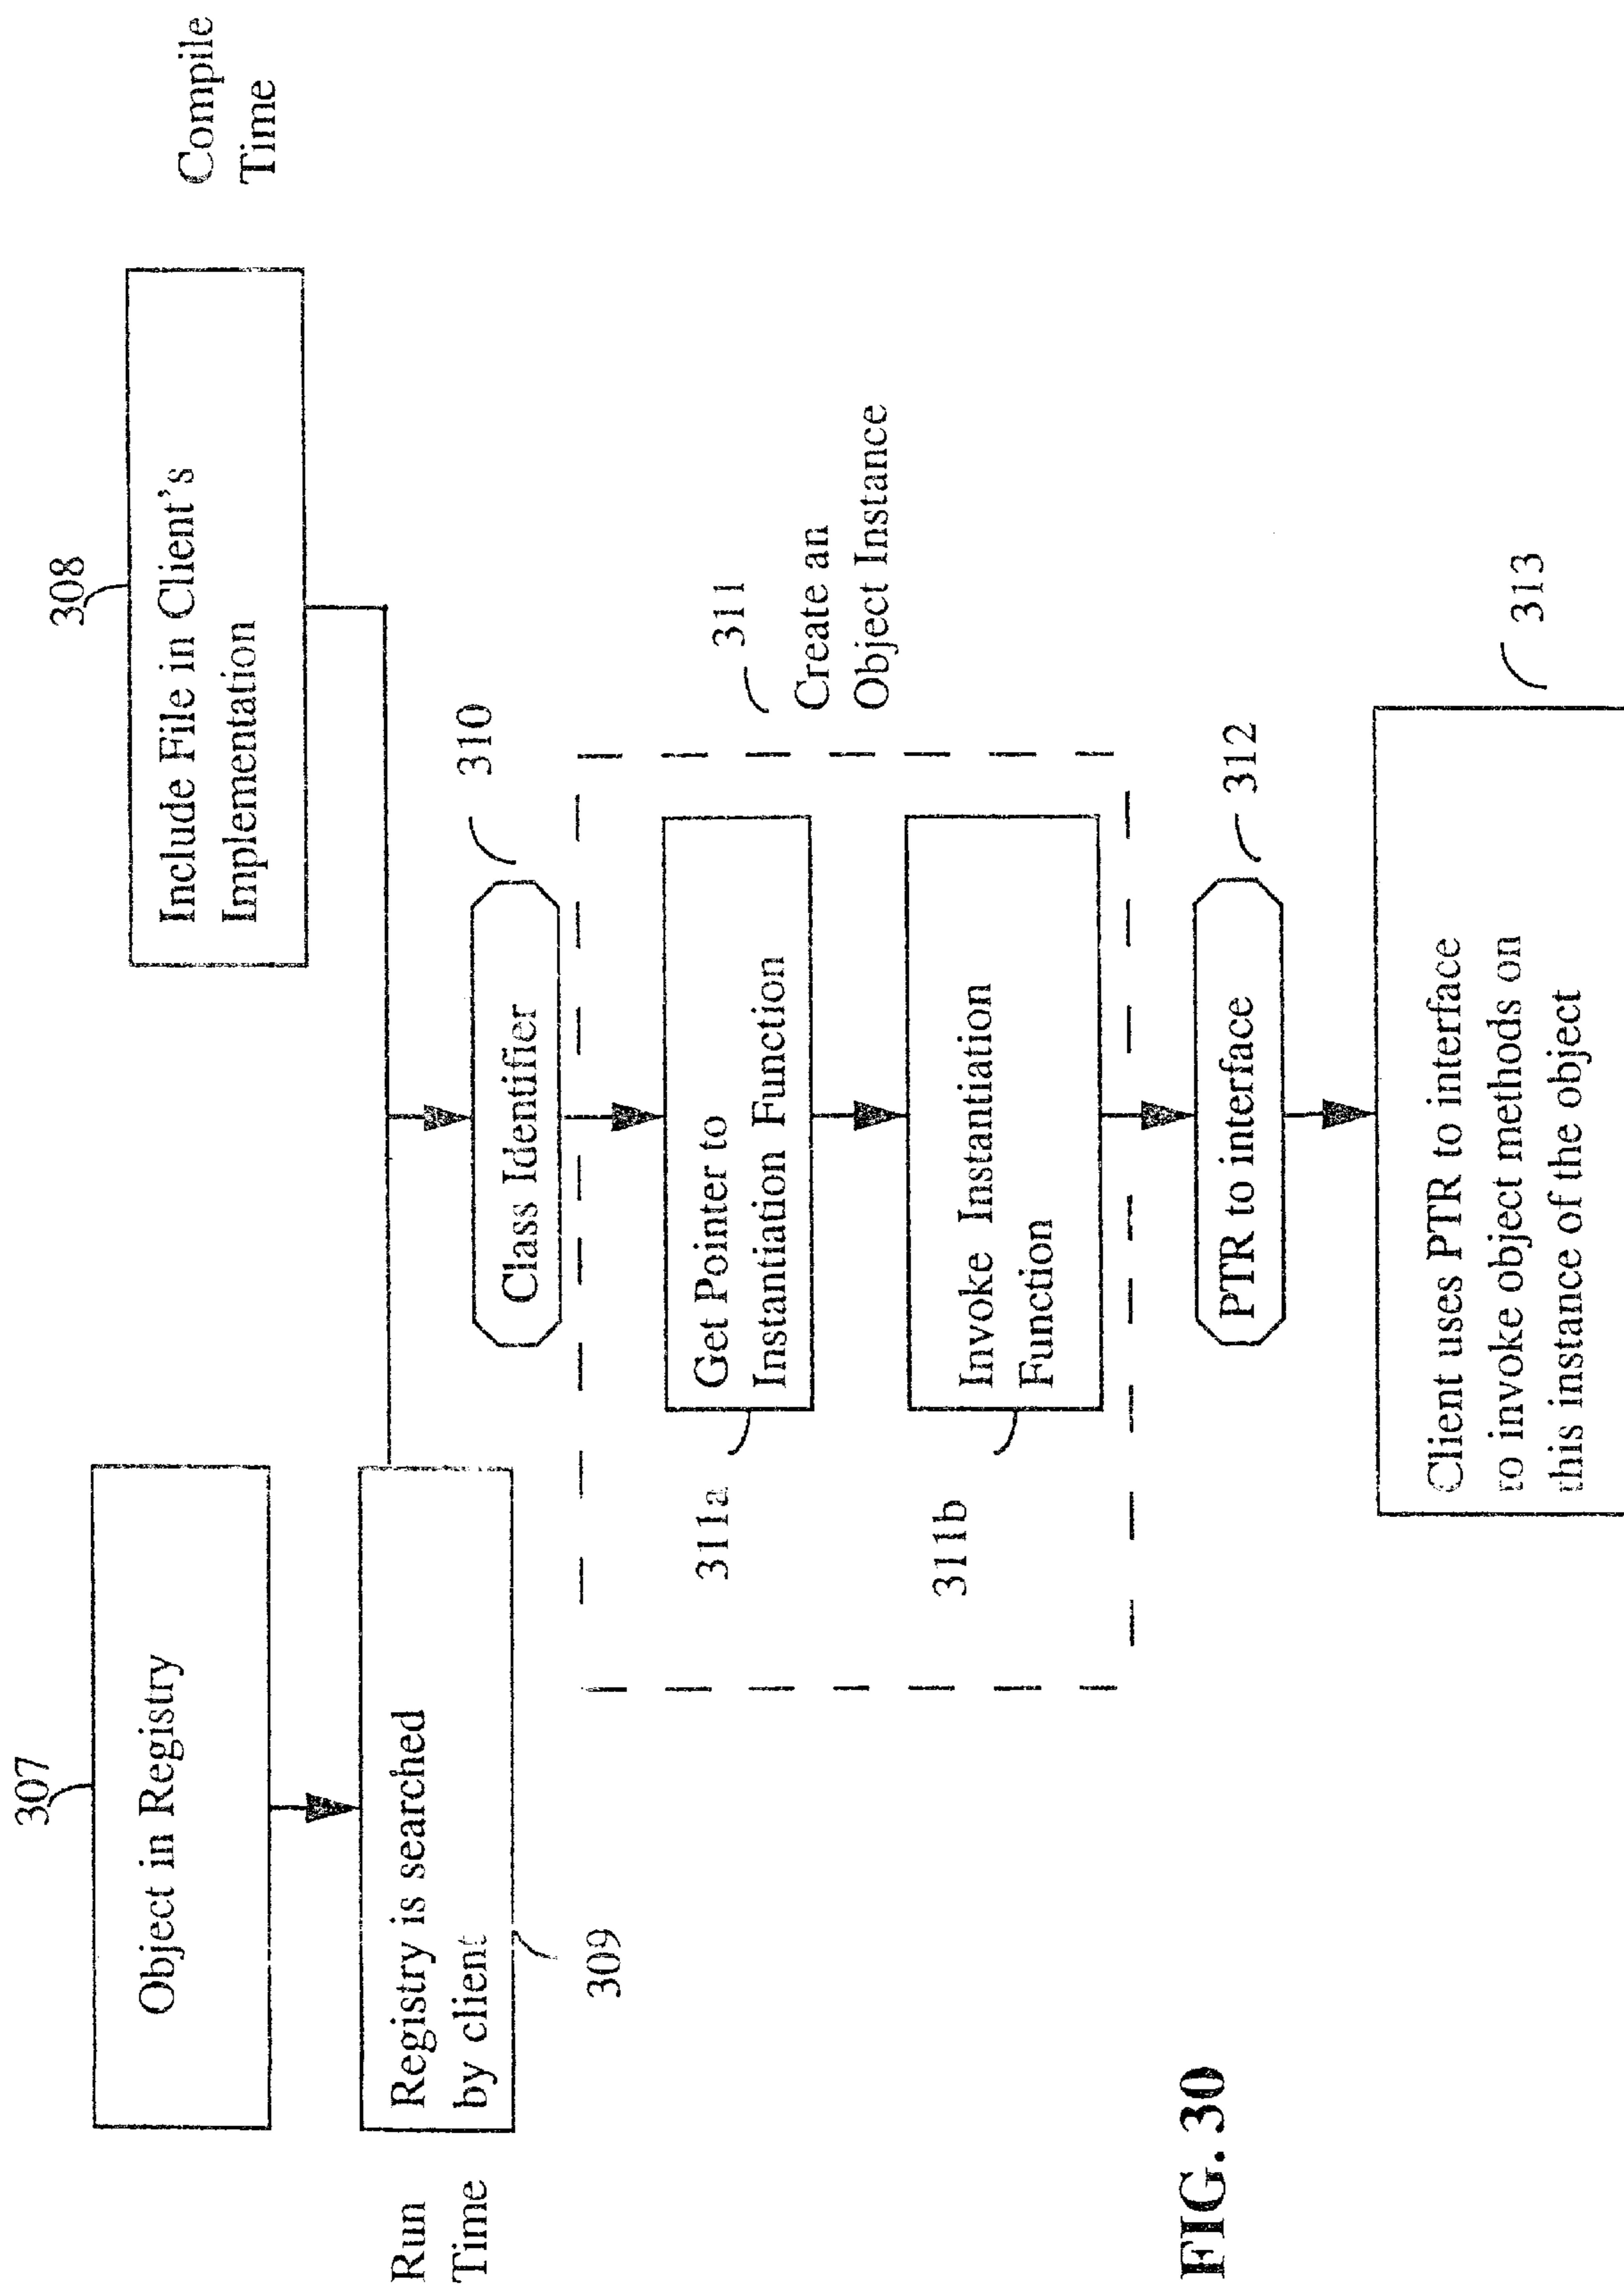 307
Object in Registry
308
Include File in Client's
Implementation
Compile
Time
Run
Time
Registry is searched
by client
309
310
Class Identifier
311
Create an
Object Instance
311a
Get Pointer to
Instantiation Function
311b
Invoke Instantiation
Function
312
PTR to interface
313
Client uses PTR to interface
to invoke object methods on
this instance of the object
FIG. 30